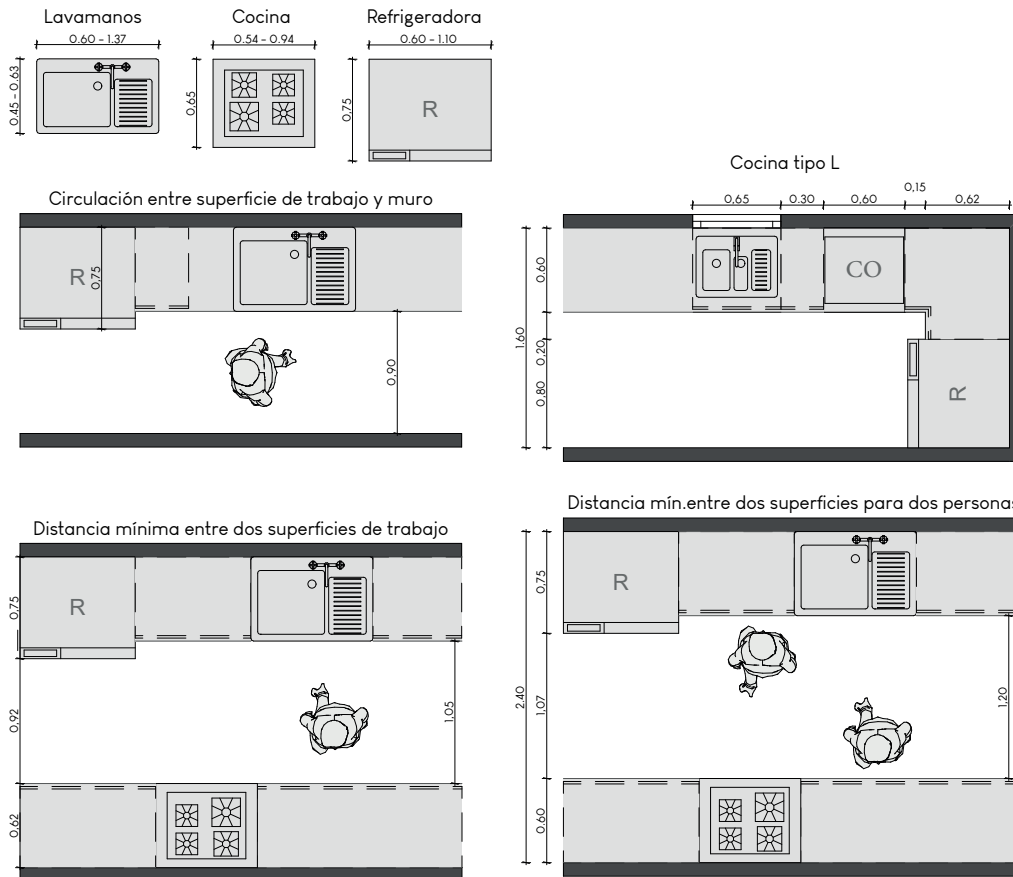 Lavamanos
0.60 - 1.37
0.45 - 0.63
Cocina
0.54 - 0.94
0,65
Refrigeradora
0.60 - 1.10
0,75
R
Circulación entre superficie de trabajo y muro
R
0,75
0,90
Cocina tipo L
0,65
0.30
0,60
0,15
0,62
0.60
1.60
0.20
0.80
CO
R
Distancia mínima entre dos superficies de trabajo
0,75
R
0,92
1,05
0,62
Distancia mín.entre dos superficies para dos personas
0,75
R
2.40
1,07
1,20
0.60